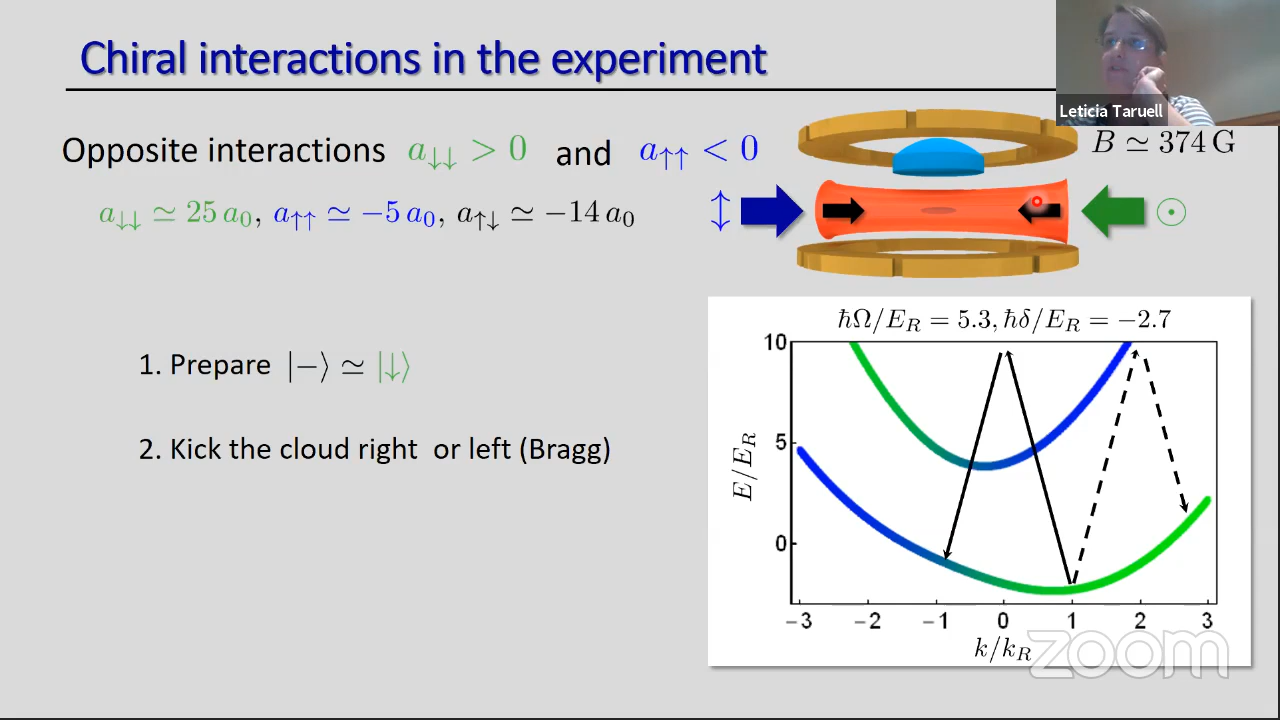 Chiral interactions in the experiment
Leticia Taruell
Opposite interactions a↓↓ > 0 and a↑↑ < 0
B ≃ 374 G
a↓↓ ≃ 25 a₀, a↑↑ ≃ −5 a₀, a↑↓ ≃ −14 a₀
ħΩ/E_R = 5.3, ħδ/E_R = −2.7
1. Prepare |−⟩ ≃ |↓⟩
2. Kick the cloud right or left (Bragg)
10
5
0
E/E_R
−3 −2 −1 0 1 2 3
k/k_R
zoom